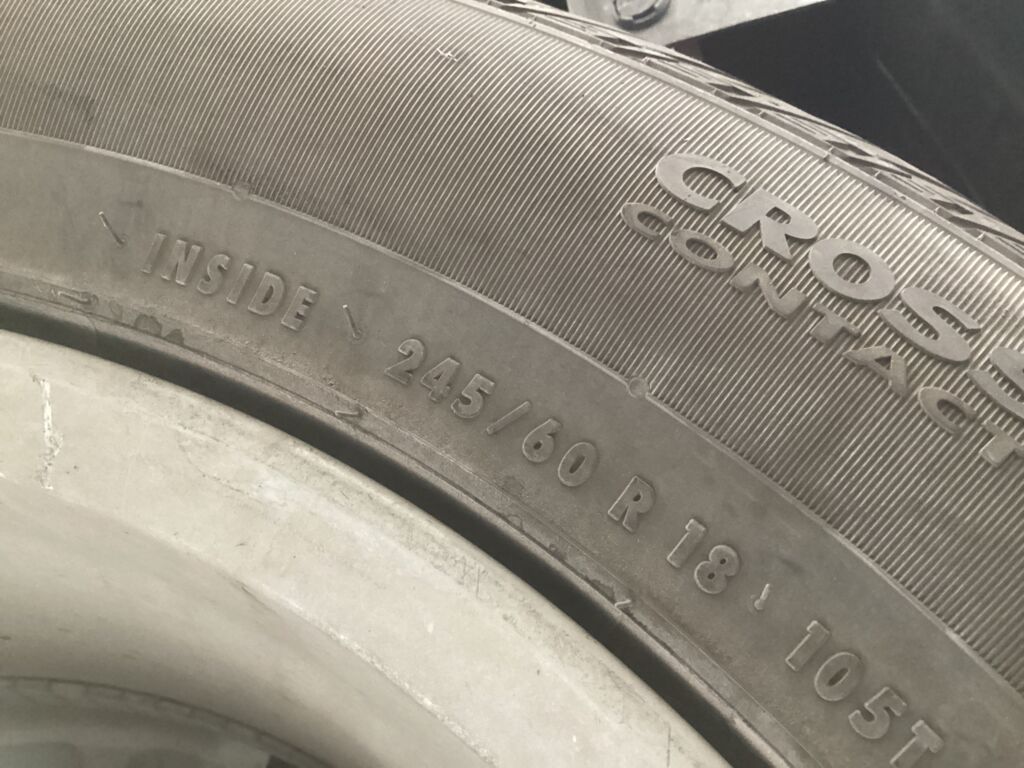 CROSS
CONTACT
INSIDE 245/60 R 18 105T